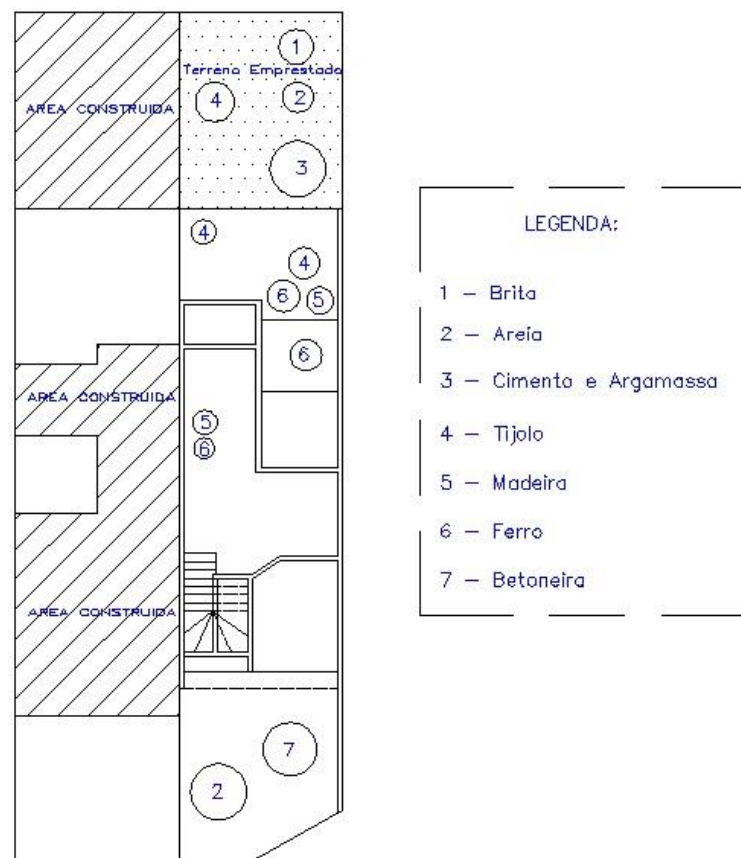 1
Terreno Emprestado
4
2
AREA CONSTRUIDA
3
4
4
6
5
6
AREA CONSTRUIDA
5
6
AREA CONSTRUIDA
7
2
LEGENDA:
1 – Brita
2 – Areia
3 – Cimento e Argamassa
4 – Tijolo
5 – Madeira
6 – Ferro
7 – Betoneira